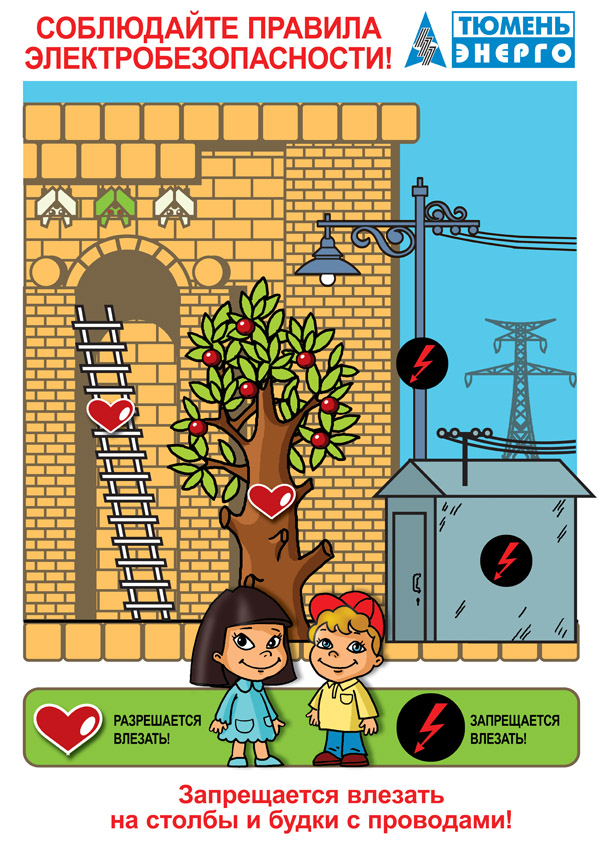 СОБЛЮДАЙТЕ ПРАВИЛА
ЭЛЕКТРОБЕЗОПАСНОСТИ!
ТЮМЕНЬ
ЭНЕРГО
РАЗРЕШАЕТСЯ
ВЛЕЗАТЬ!
ЗАПРЕЩАЕТСЯ
ВЛЕЗАТЬ!
Запрещается влезать
на столбы и будки с проводами!